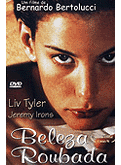 Um filme de
Bernardo Bertolucci
DVD
Liv Tyler
Jeremy Irons
Beleza
Roubada